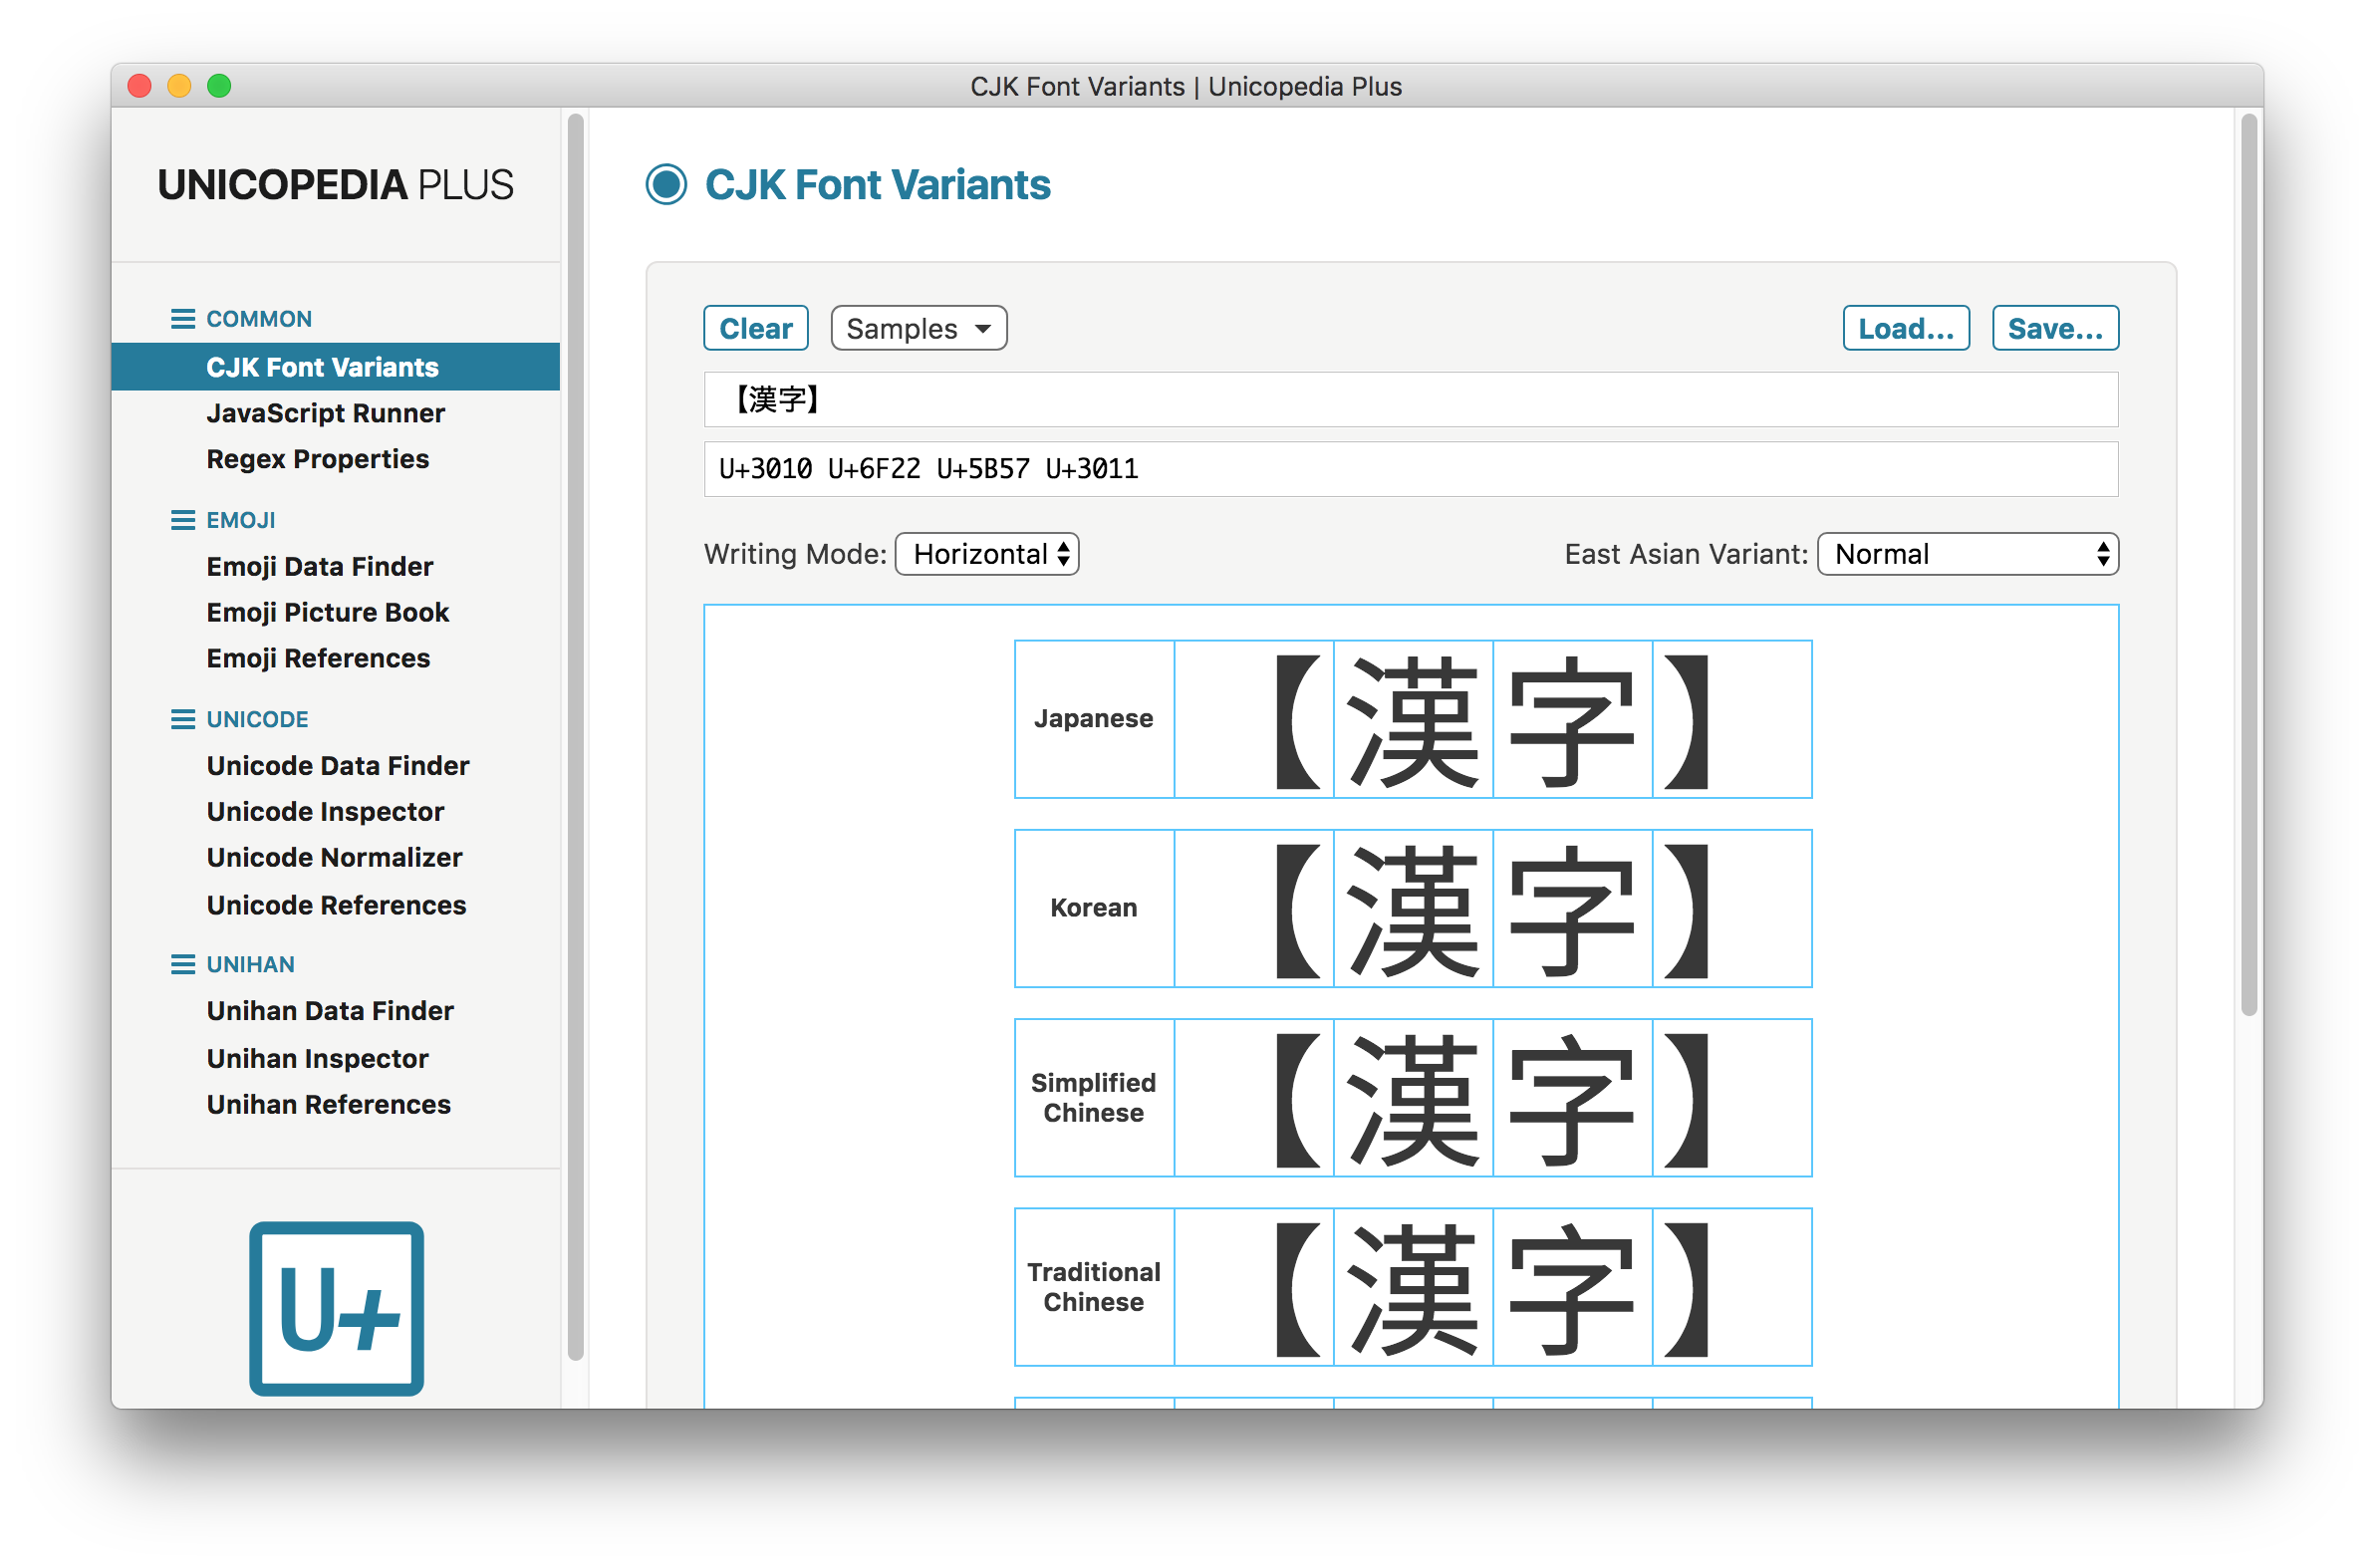 CJK Font Variants | Unicopedia Plus
UNICOPEDIA PLUS
COMMON
CJK Font Variants
JavaScript Runner
Regex Properties
EMOJI
Emoji Data Finder
Emoji Picture Book
Emoji References
UNICODE
Unicode Data Finder
Unicode Inspector
Unicode Normalizer
Unicode References
UNIHAN
Unihan Data Finder
Unihan Inspector
Unihan References
U+
CJK Font Variants
Clear Samples Load... Save...
【漢字】
U+3010 U+6F22 U+5B57 U+3011
Writing Mode: Horizontal East Asian Variant: Normal
Japanese 【漢字】
Korean 【漢字】
Simplified
Chinese 【漢字】
Traditional
Chinese 【漢字】